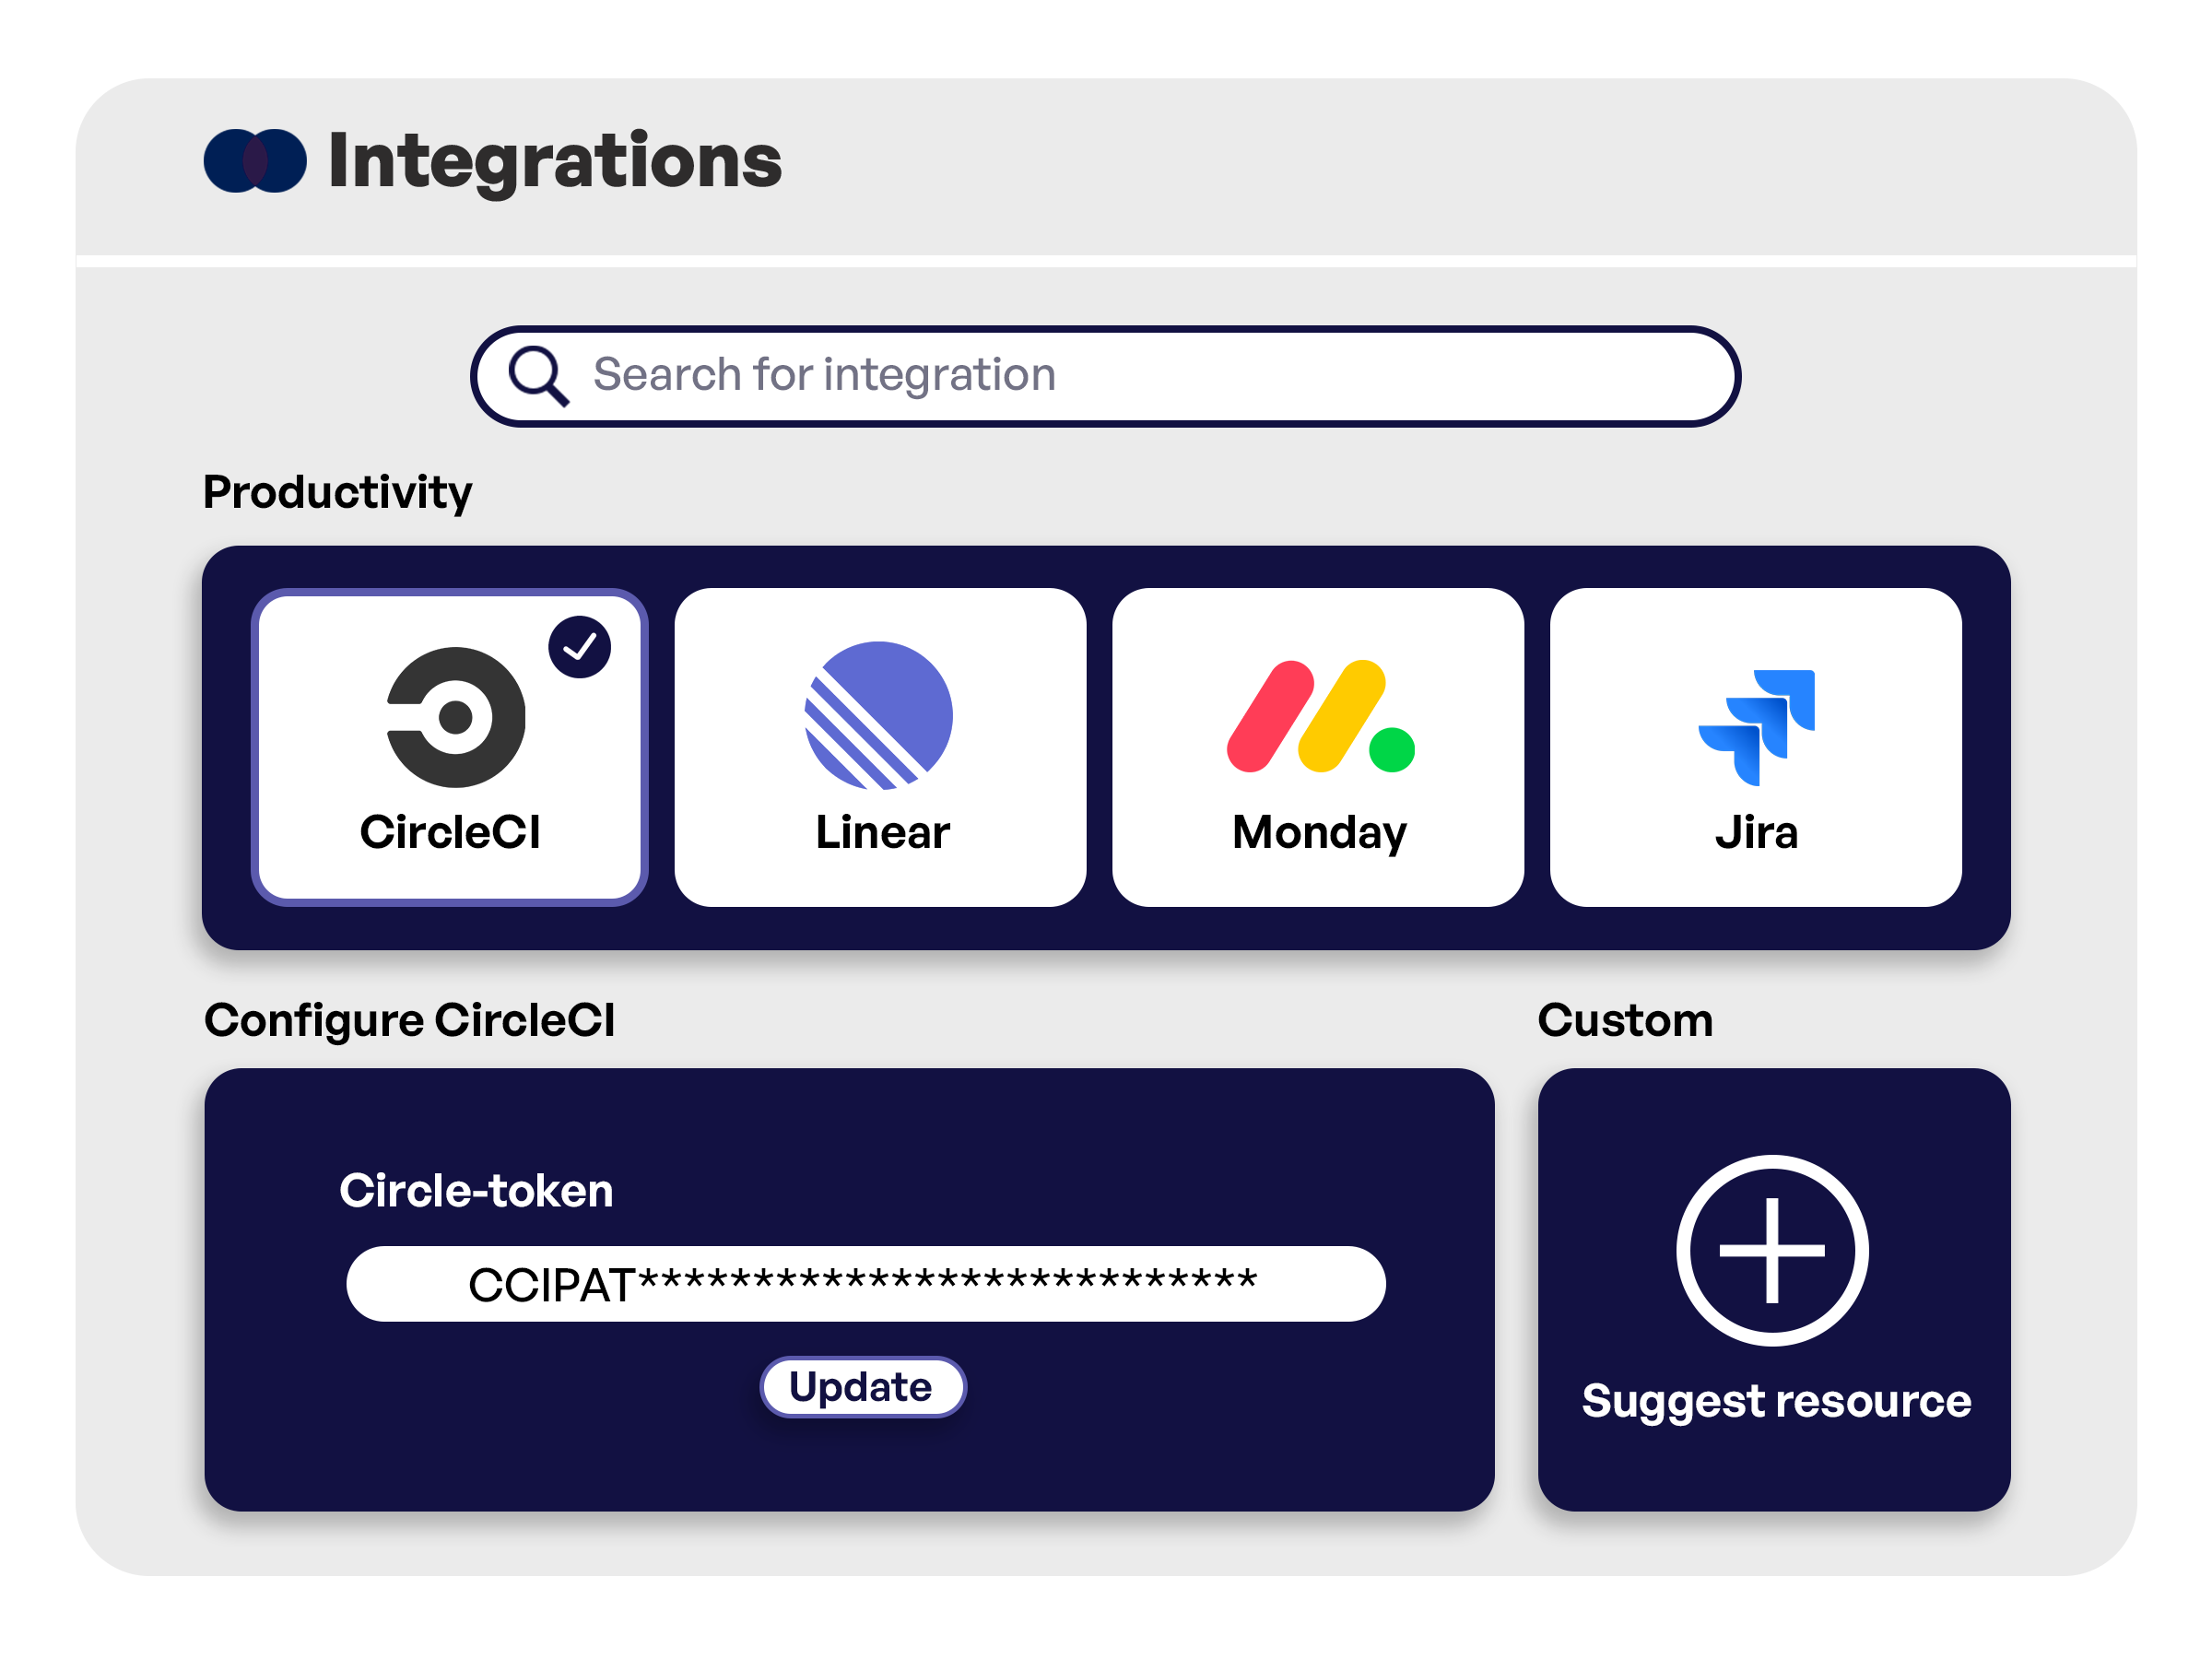 Integrations
Search for integration
Productivity
CircleCI
Linear
Monday
Jira
Configure CircleCI
Custom
Circle-token
CCIPAT***************************
Update
Suggest resource